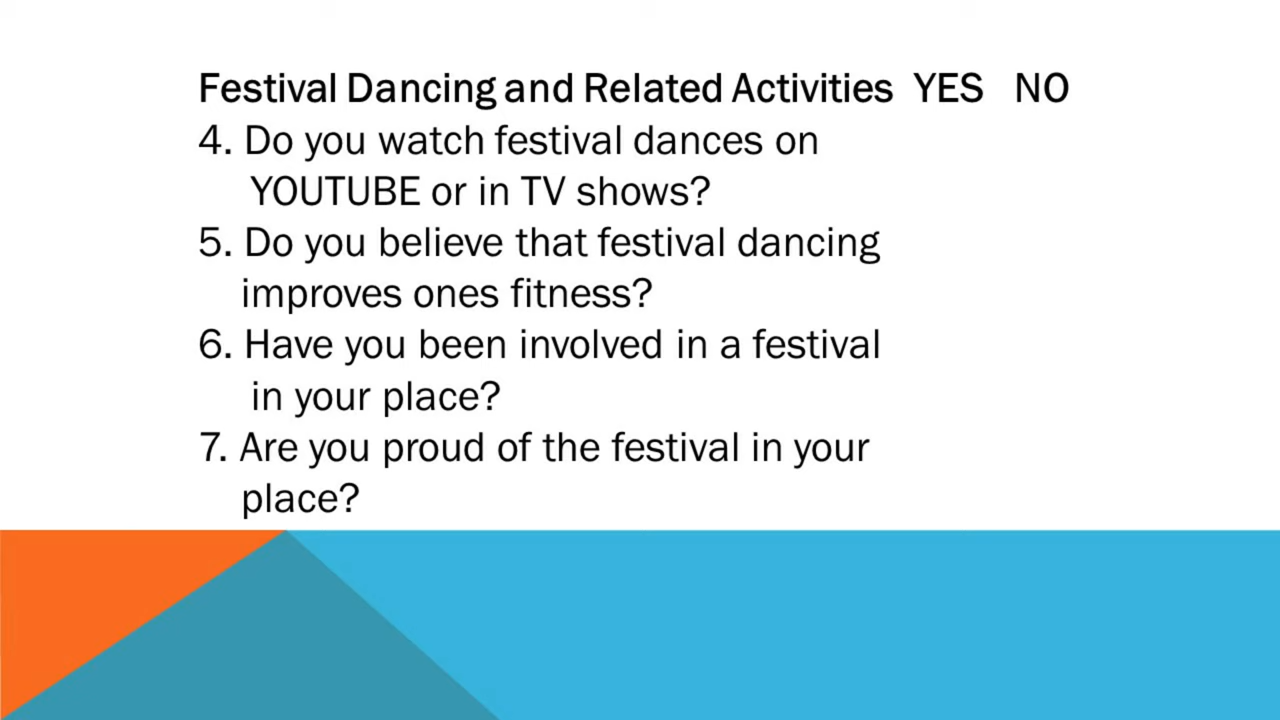 Festival Dancing and Related Activities YES NO
4. Do you watch festival dances on
YOUTUBE or in TV shows?
5. Do you believe that festival dancing
improves ones fitness?
6. Have you been involved in a festival
in your place?
7. Are you proud of the festival in your
place?